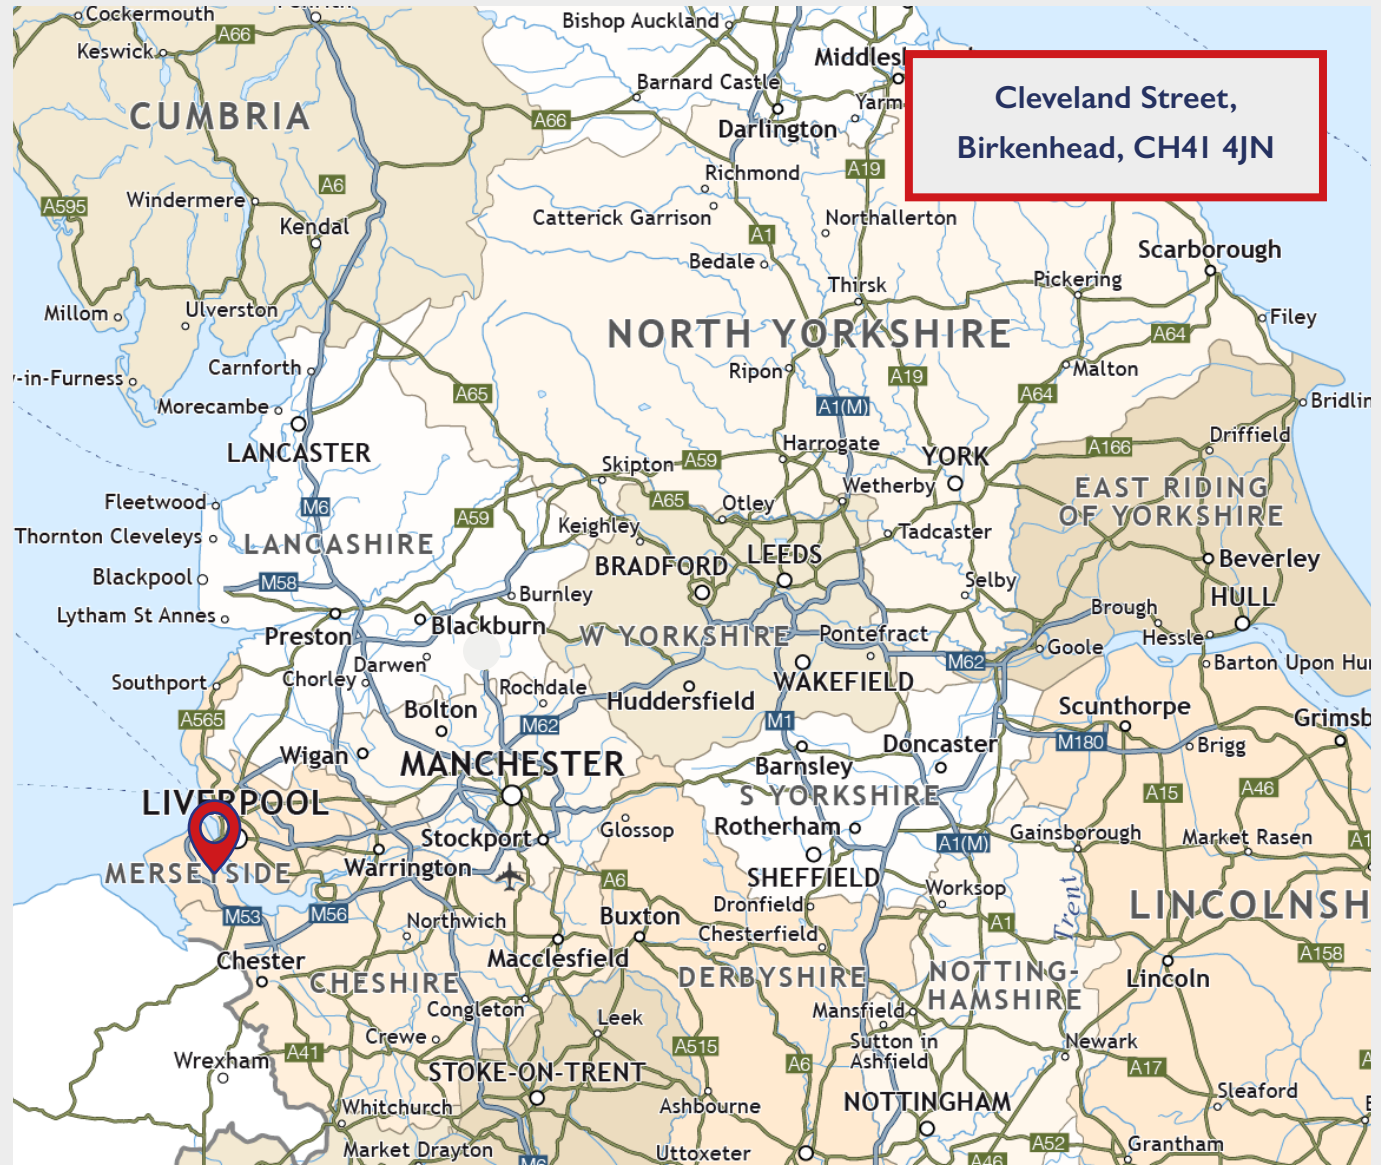 Cockermouth
Bishop Auckland
A66
Keswick
Barnard Castle
CUMBRIA
A66
Darlington
Cleveland Street,
Birkenhead, CH41 4JN
Richmond
A19
A6
Windermere
A595
Catterick Garrison
Northallerton
Kendal
A1
Scarborough
Bedale
Pickering
Thirsk
Millom
Ulverston
Filey
NORTH YORKSHIRE
A64
Carnforth
Ripon
Malton
-in-Furness
A19
A65
A64
A1(M)
Morecambe
LANCASTER
Harrogate
Driffield
A166
YORK
Skipton
A59
Wetherby
EAST RIDING
OF YORKSHIRE
Fleetwood
M6
A65
Otley
A59
Keighley
Tadcaster
Thornton Cleveleys
LANCASHIRE
BRADFORD
LEEDS
Beverley
Blackpool
M58
Selby
Burnley
HULL
Lytham St Annes
Brough
Preston
Blackburn
W YORKSHIRE
Pontefract
Hessle
Goole
Darwen
M62
Barton Upon Hu
Southport
Chorley
Rochdale
WAKEFIELD
Huddersfield
Bolton
Scunthorpe
A565
M62
M1
Grimsb
Wigan
MANCHESTER
Doncaster
M180
Brigg
Barnsley
A15
A46
LIVERPOOL
S YORKSHIRE
Stockport
Glossop
Rotherham
A1(M)
Gainsborough
Market Rasen
A1
MERSEYSIDE
Warrington
A6
SHEFFIELD
Worksop
Trent
LINCOLNSH
M53
M56
Northwich
Buxton
Dronfield
A1
Chesterfield
A158
Chester
Macclesfield
CHESHIRE
DERBYSHIRE
NOTTING-
HAMSHIRE
Lincoln
Congleton
Mansfield
Leek
Crewe
Sutton in
Ashfield
Newark
A41
A515
Wrexham
A6
A17
STOKE-ON-TRENT
Sleaford
Whitchurch
Ashbourne
NOTTINGHAM
Market Drayton
Uttoxeter
A52
Grantham
M6
A46